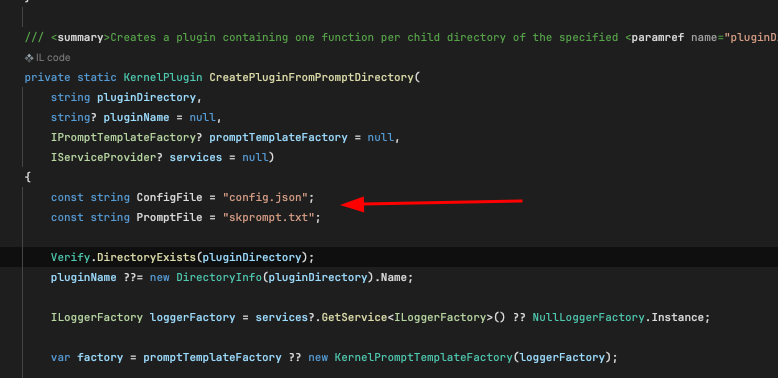 /// <summary>Creates a plugin containing one function per child directory of the specified <paramref name="pluginD
IL code
private static KernelPlugin CreatePluginFromPromptDirectory(
string pluginDirectory,
string? pluginName = null,
IPromptTemplateFactory? promptTemplateFactory = null,
IServiceProvider? services = null)
{
const string ConfigFile = "config.json";
const string PromptFile = "skprompt.txt";
Verify.DirectoryExists(pluginDirectory);
pluginName ??= new DirectoryInfo(pluginDirectory).Name;
ILoggerFactory loggerFactory = services?.GetService<ILoggerFactory>() ?? NullLoggerFactory.Instance;
var factory = promptTemplateFactory ?? new KernelPromptTemplateFactory(loggerFactory);